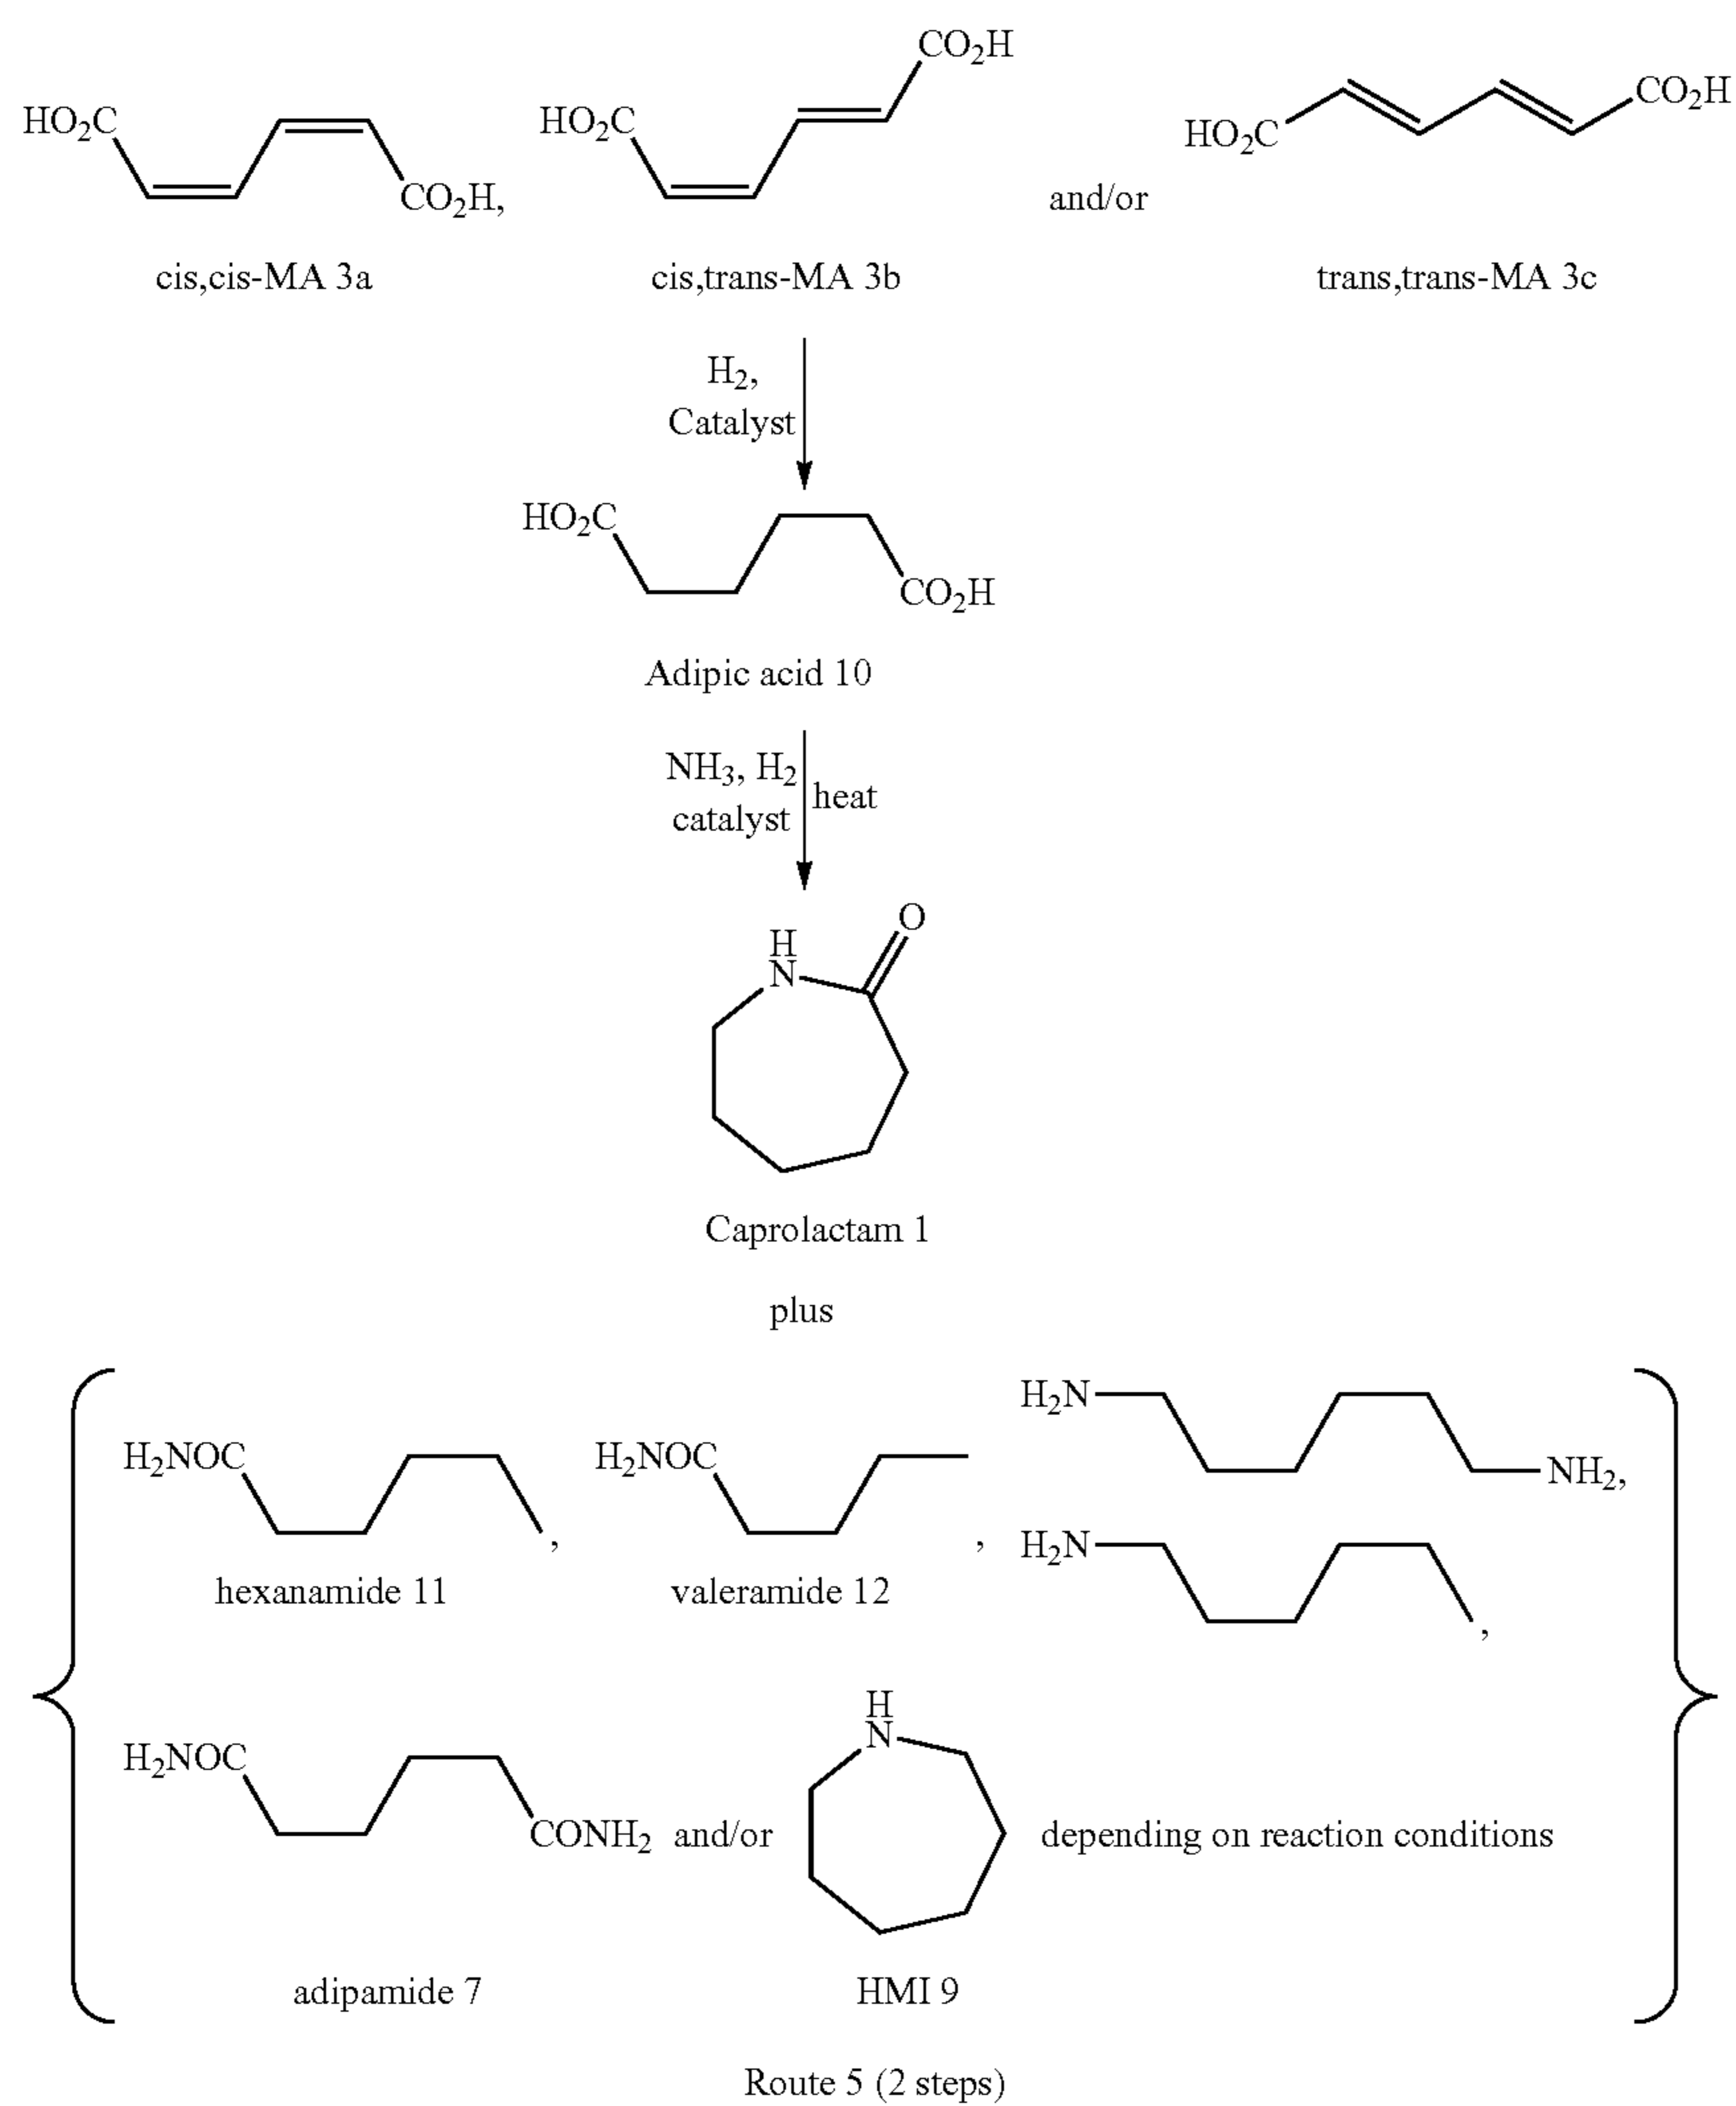 HO₂C CO₂H,
cis,cis-MA 3a
HO₂C CO₂H
cis,trans-MA 3b
and/or
HO₂C CO₂H
trans,trans-MA 3c
H₂,
Catalyst
HO₂C CO₂H
Adipic acid 10
NH₃, H₂
catalyst
heat
H
N
O
Caprolactam 1
plus
H₂NOC ,
hexanamide 11
H₂NOC ,
valeramide 12
H₂N NH₂,
H₂N ,
H₂NOC CONH₂
adipamide 7
and/or
H
N
HMI 9
depending on reaction conditions
Route 5 (2 steps)